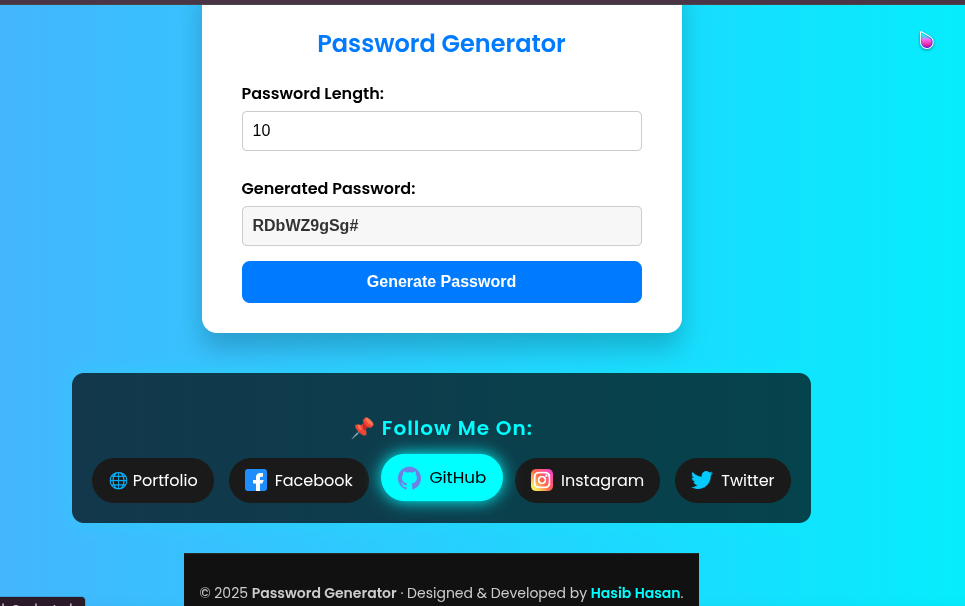 Password Generator
Password Length:
10
Generated Password:
RDbWZ9gSg#
Generate Password
📌 Follow Me On:
🌐 Portfolio
Facebook
GitHub
Instagram
Twitter
© 2025 Password Generator · Designed & Developed by Hasib Hasan.